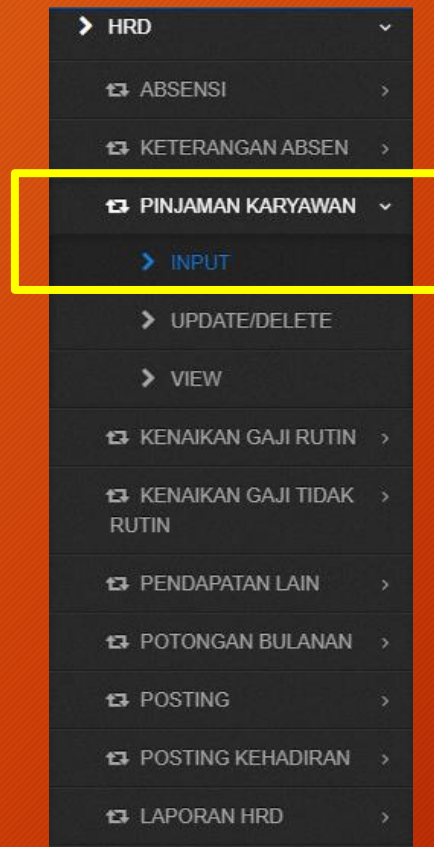 HRD
ABSENSI
KETERANGAN ABSEN
PINJAMAN KARYAWAN
INPUT
UPDATE/DELETE
VIEW
KENAIKAN GAJI RUTIN
KENAIKAN GAJI TIDAK
RUTIN
PENDAPATAN LAIN
POTONGAN BULANAN
POSTING
POSTING KEHADIRAN
LAPORAN HRD